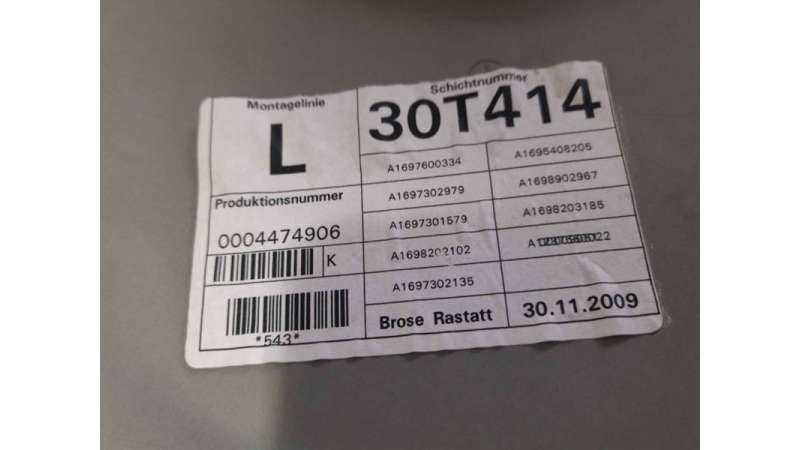 Montagelinie
L
Schichtnummer
30T414
Produktionsnummer
0004474906
K
*543*
A1697600334
A1697302979
A1697301579
A1698202102
A1697302135
A1695408205
A1698902967
A1698203185
Brose Rastatt
30.11.2009